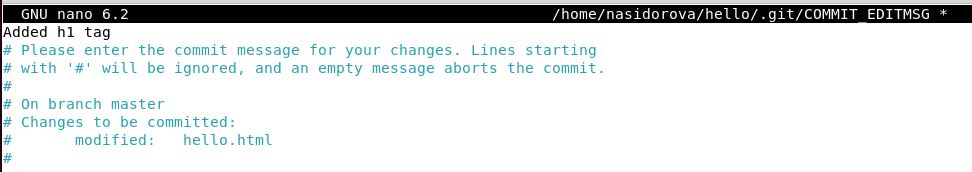 GNU nano 6.2 /home/nasidorova/hello/.git/COMMIT_EDITMSG *
Added h1 tag
# Please enter the commit message for your changes. Lines starting
# with '#' will be ignored, and an empty message aborts the commit.
#
# On branch master
# Changes to be committed:
#       modified:   hello.html
#